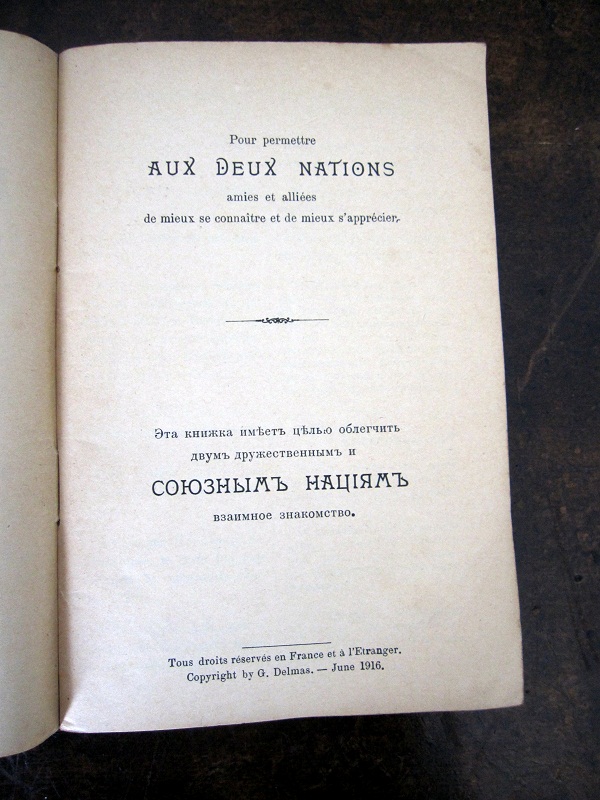 Pour permettre
AUX DEUX NATIONS
amies et alliées
de mieux se connaître et de mieux s'apprécier.
Эта книжка имѣетъ цѣлью облегчить
двумъ дружественнымъ и
СОЮЗНЫМЪ НАЦІЯМЪ
взаимное знакомство.
Tous droits réservés en France et à l'Etranger.
Copyright by G. Delmas. — June 1916.